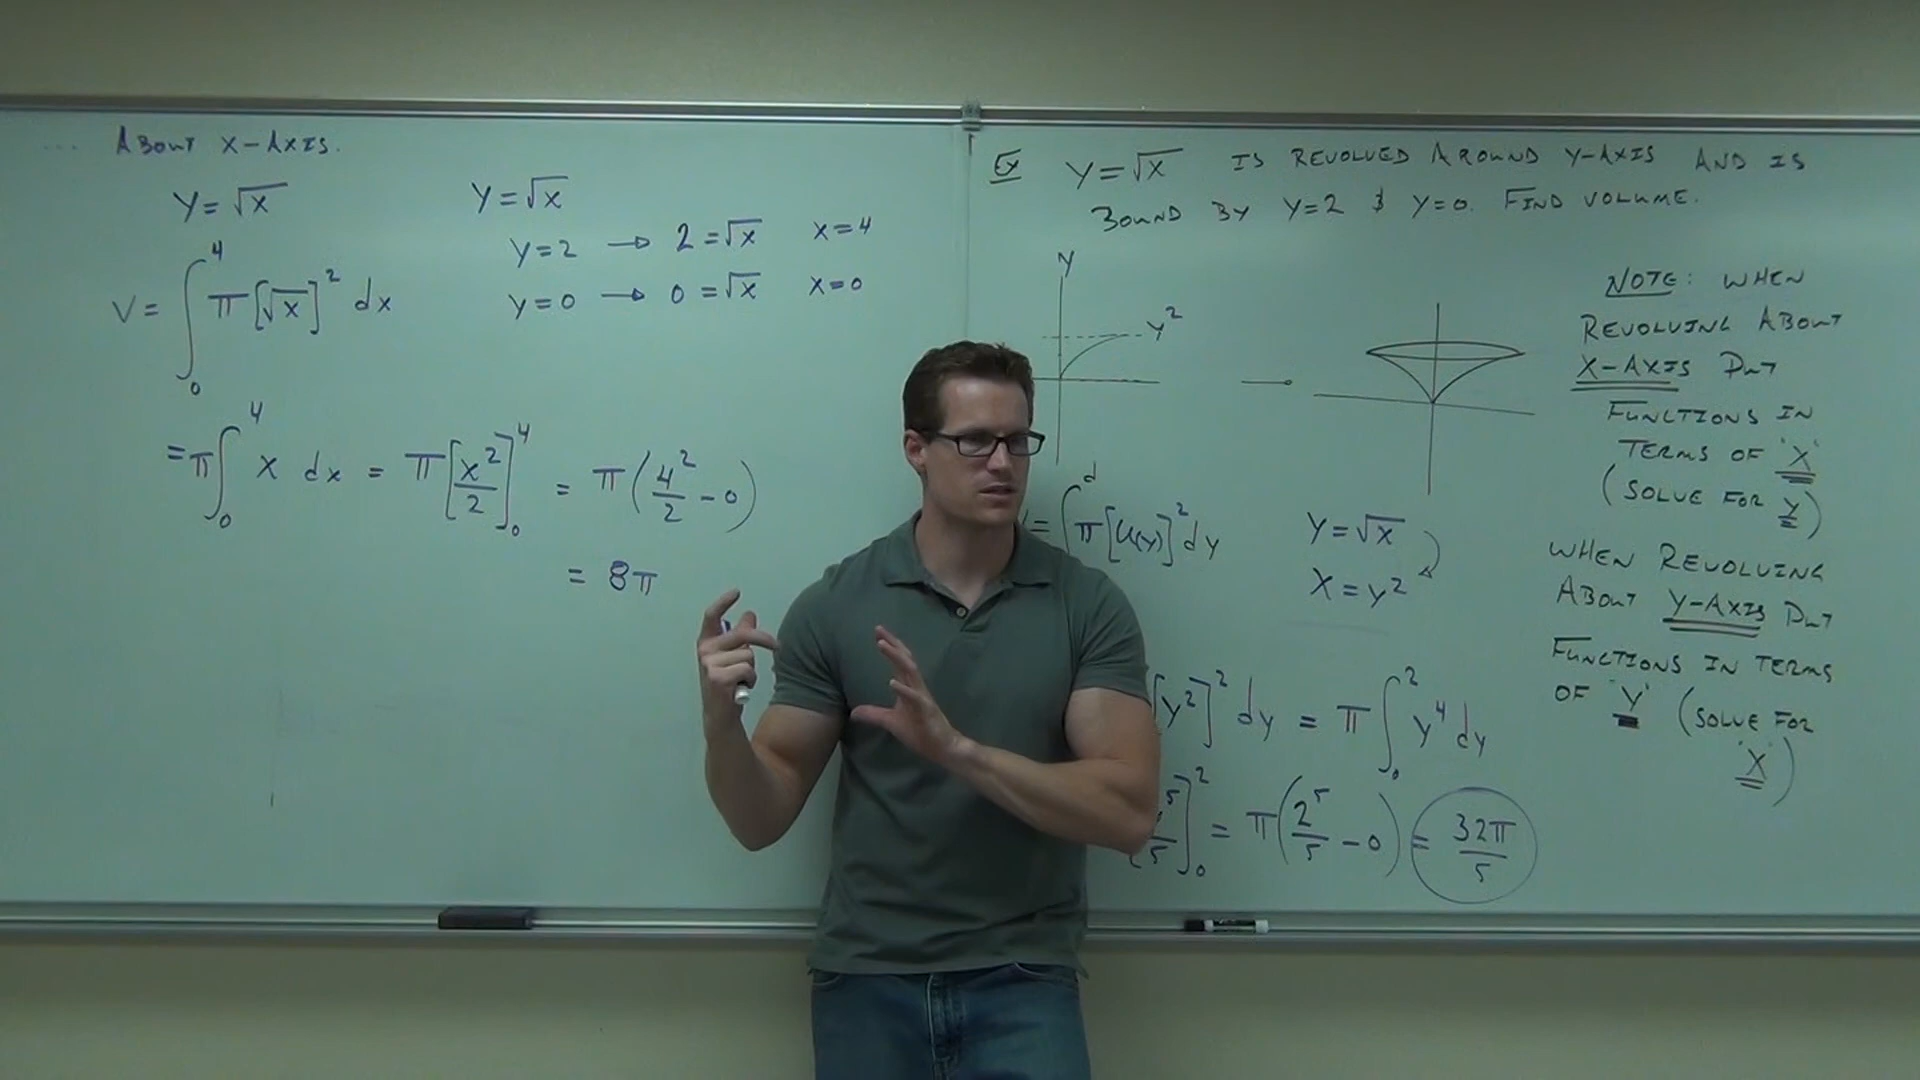 ... ABOUT X-AXIS.
Y=√x
Y=√x
y=2 → 2=√x x=4
y=0 → 0=√x x=0
V= ∫₀⁴ π[√x]² dx
=π∫₀⁴ x dx = π[x²/2]₀⁴ = π(4²/2 - 0)
= 8π
Ex Y=√x IS REVOLVED AROUND Y-AXIS AND IS
BOUND BY Y=2 & Y=0. FIND VOLUME.
Y
y²
= ∫ᵈ π[u(y)]² dy
Y=√x
X=y²
[y²]² dy = π∫₀² y⁴ dy
⁵/5]₀² = π(2⁵/5 - 0) = 32π/5
NOTE: WHEN
REVOLVING ABOUT
X-AXIS PUT
FUNCTIONS IN
TERMS OF 'X'
(SOLVE FOR Y)
WHEN REVOLVING
ABOUT Y-AXIS PUT
FUNCTIONS IN TERMS
OF 'Y' (SOLVE FOR
'X')